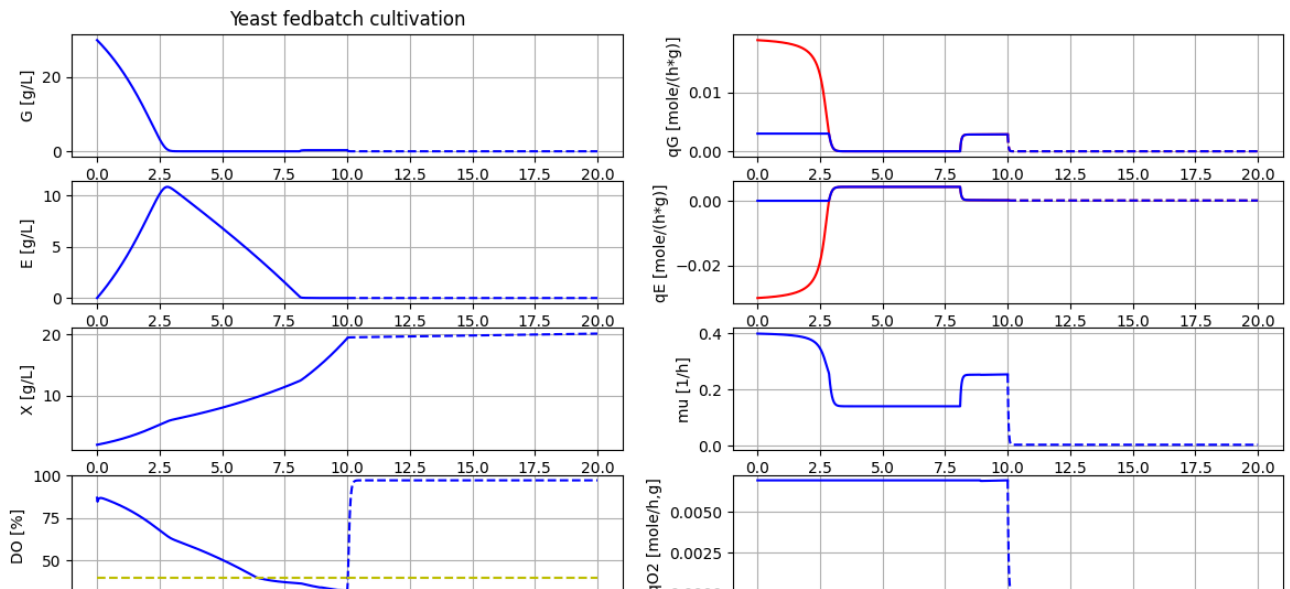 Yeast fedbatch cultivation
G [g/L]
20
0
0.0 2.5 5.0 7.5 10.0 12.5 15.0 17.5 20.0
qG [mole/(h*g)]
0.01
0.00
0.0 2.5 5.0 7.5 10.0 12.5 15.0 17.5 20.0
E [g/L]
10
5
0
0.0 2.5 5.0 7.5 10.0 12.5 15.0 17.5 20.0
qE [mole/(h*g)]
0.00
−0.02
0.0 2.5 5.0 7.5 10.0 12.5 15.0 17.5 20.0
X [g/L]
20
10
0.0 2.5 5.0 7.5 10.0 12.5 15.0 17.5 20.0
mu [1/h]
0.4
0.2
0.0
0.0 2.5 5.0 7.5 10.0 12.5 15.0 17.5 20.0
DO [%]
100
75
50
qO2 [mole/h,g]
0.0050
0.0025